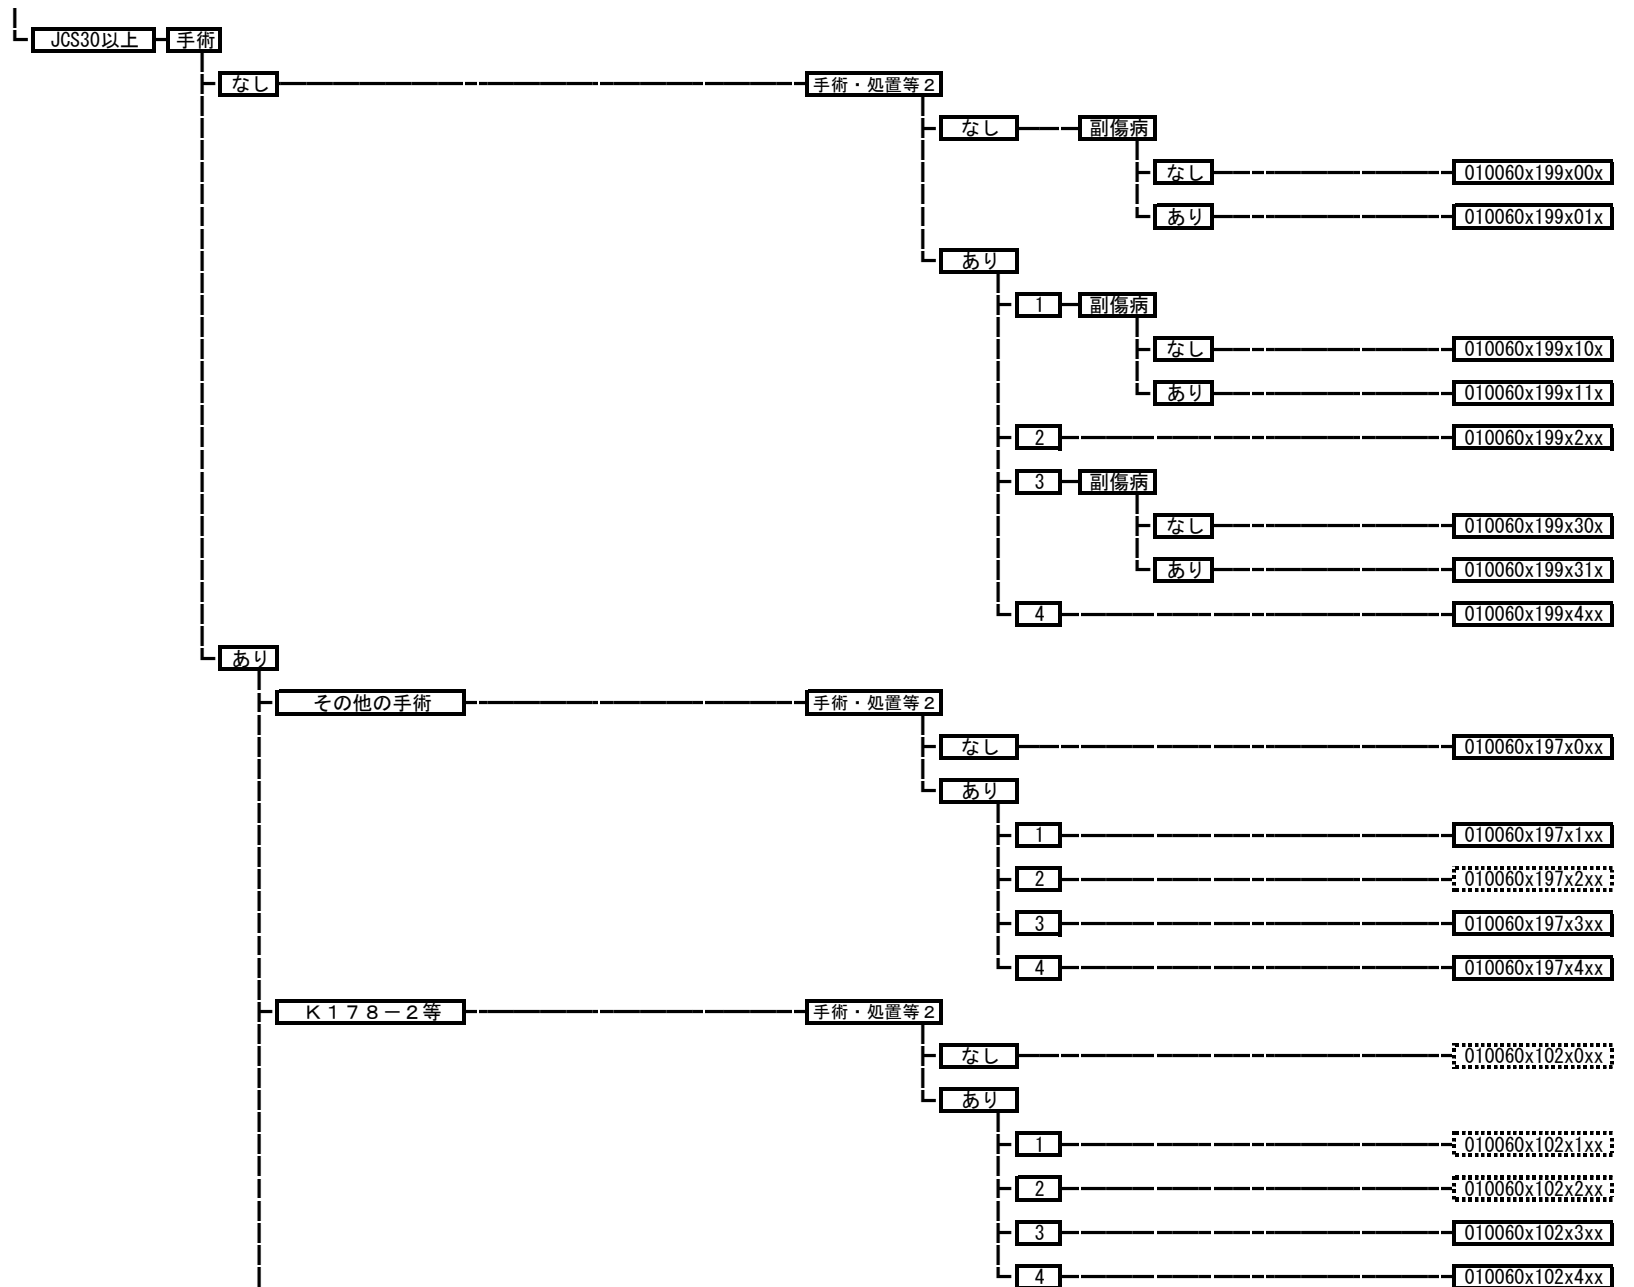 JCS30以上 手術
なし 手術・処置等２
なし 副傷病
なし 010060x199x00x
あり 010060x199x01x
あり
1 副傷病
なし 010060x199x10x
あり 010060x199x11x
2 010060x199x2xx
3 副傷病
なし 010060x199x30x
あり 010060x199x31x
4 010060x199x4xx
あり
その他の手術 手術・処置等２
なし 010060x197x0xx
あり
1 010060x197x1xx
2 010060x197x2xx
3 010060x197x3xx
4 010060x197x4xx
Ｋ１７８－２等 手術・処置等２
なし 010060x102x0xx
あり
1 010060x102x1xx
2 010060x102x2xx
3 010060x102x3xx
4 010060x102x4xx